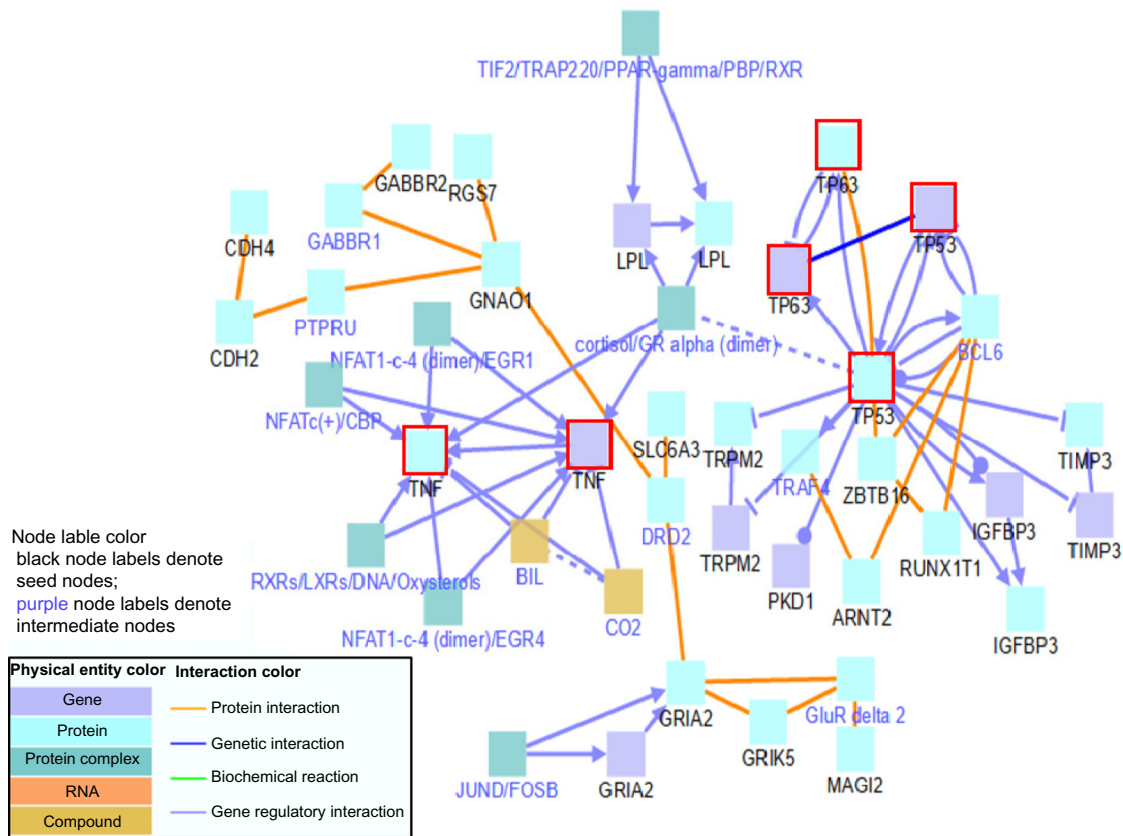 TIF2/TRAP220/PPAR-gamma/PBP/RXR
TP63
GABBR2
RGS7
TP53
CDH4
GABBR1
LPL
LPL
TP63
GNAO1
PTPRU
CDH2
NFAT1-c-4 (dimer)/EGR1
cortisol/GR alpha (dimer)
BCL6
TP53
NFATc(+)/CBP
SLC6A3
TRPM2
TIMP3
TNF
TNF
TRAF4
ZBTB16
IGFBP3
DRD2
TIMP3
TRPM2
RUNX1T1
BIL
RXRs/LXRs/DNA/Oxysterols
PKD1
ARNT2
CO2
NFAT1-c-4 (dimer)/EGR4
IGFBP3
GRIA2
GluR delta 2
GRIK5
MAGI2
JUND/FOSB
GRIA2
Node lable color
black node labels denote
seed nodes;
purple node labels denote
intermediate nodes
Physical entity color
Gene
Protein
Protein complex
RNA
Compound
Interaction color
Protein interaction
Genetic interaction
Biochemical reaction
Gene regulatory interaction